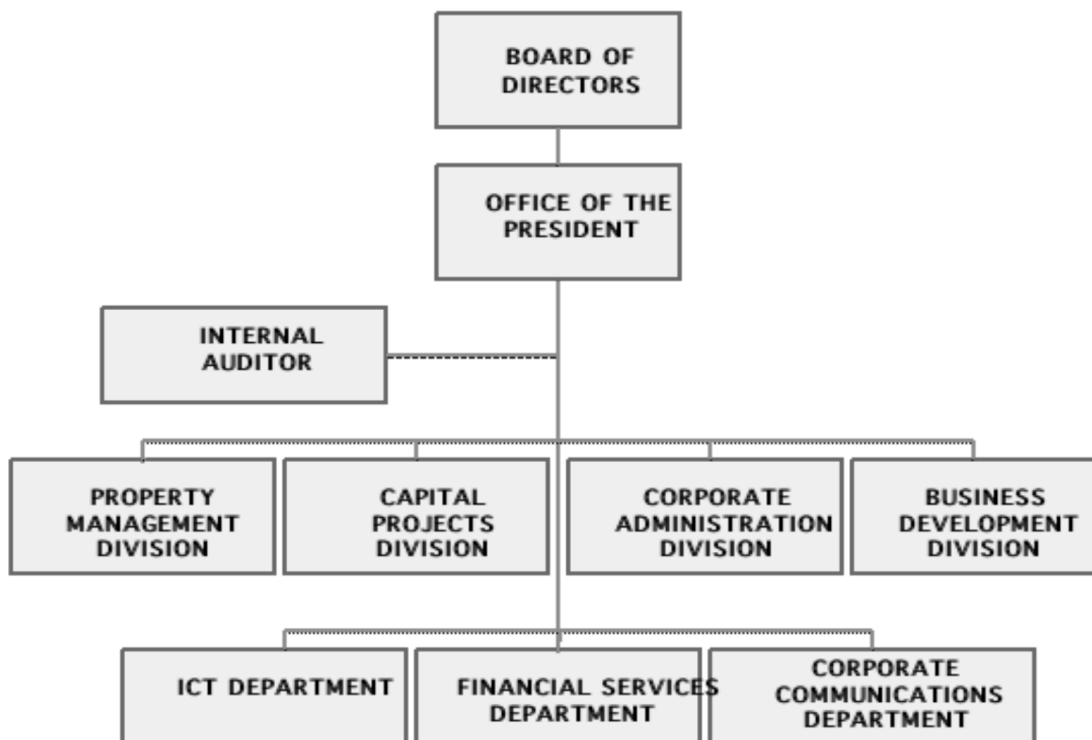 BOARD OF
DIRECTORS
OFFICE OF THE
PRESIDENT
INTERNAL
AUDITOR
PROPERTY
MANAGEMENT
DIVISION
CAPITAL
PROJECTS
DIVISION
CORPORATE
ADMINISTRATION
DIVISION
BUSINESS
DEVELOPMENT
DIVISION
ICT DEPARTMENT
FINANCIAL SERVICES
DEPARTMENT
CORPORATE
COMMUNICATIONS
DEPARTMENT